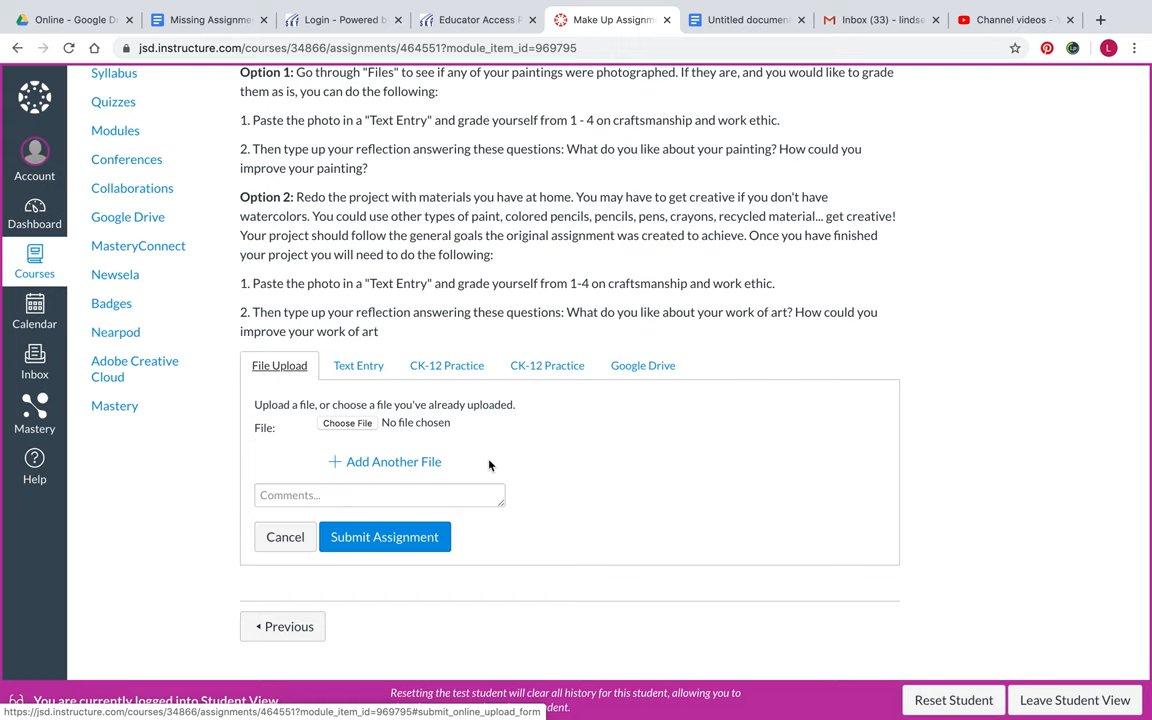 Online - Google D
Missing Assignme
Login - Powered b
Educator Access P
Make Up Assignm
Untitled document
Inbox (33) - lindse
Channel videos -
jsd.instructure.com/courses/34866/assignments/464551?module_item_id=969795
L
Account
Dashboard
Courses
Calendar
Inbox
Mastery
Help
Syllabus
Quizzes
Modules
Conferences
Collaborations
Google Drive
MasteryConnect
Newsela
Badges
Nearpod
Adobe Creative
Cloud
Mastery
Option 1: Go through "Files" to see if any of your paintings were photographed. If they are, and you would like to grade
them as is, you can do the following:
1. Paste the photo in a "Text Entry" and grade yourself from 1 - 4 on craftsmanship and work ethic.
2. Then type up your reflection answering these questions: What do you like about your painting? How could you
improve your painting?
Option 2: Redo the project with materials you have at home. You may have to get creative if you don't have
watercolors. You could use other types of paint, colored pencils, pencils, pens, crayons, recycled material... get creative!
Your project should follow the general goals the original assignment was created to achieve. Once you have finished
your project you will need to do the following:
1. Paste the photo in a "Text Entry" and grade yourself from 1-4 on craftsmanship and work ethic.
2. Then type up your reflection answering these questions: What do you like about your work of art? How could you
improve your work of art
File Upload
Text Entry
CK-12 Practice
CK-12 Practice
Google Drive
Upload a file, or choose a file you've already uploaded.
File: Choose File No file chosen
+ Add Another File
Comments...
Cancel
Submit Assignment
Previous
You are currently logged into Student View
Resetting the test student will clear all history for this student, allowing you to
dent.
Reset Student
Leave Student View
https://jsd.instructure.com/courses/34866/assignments/464551?module_item_id=969795#submit_online_upload_form